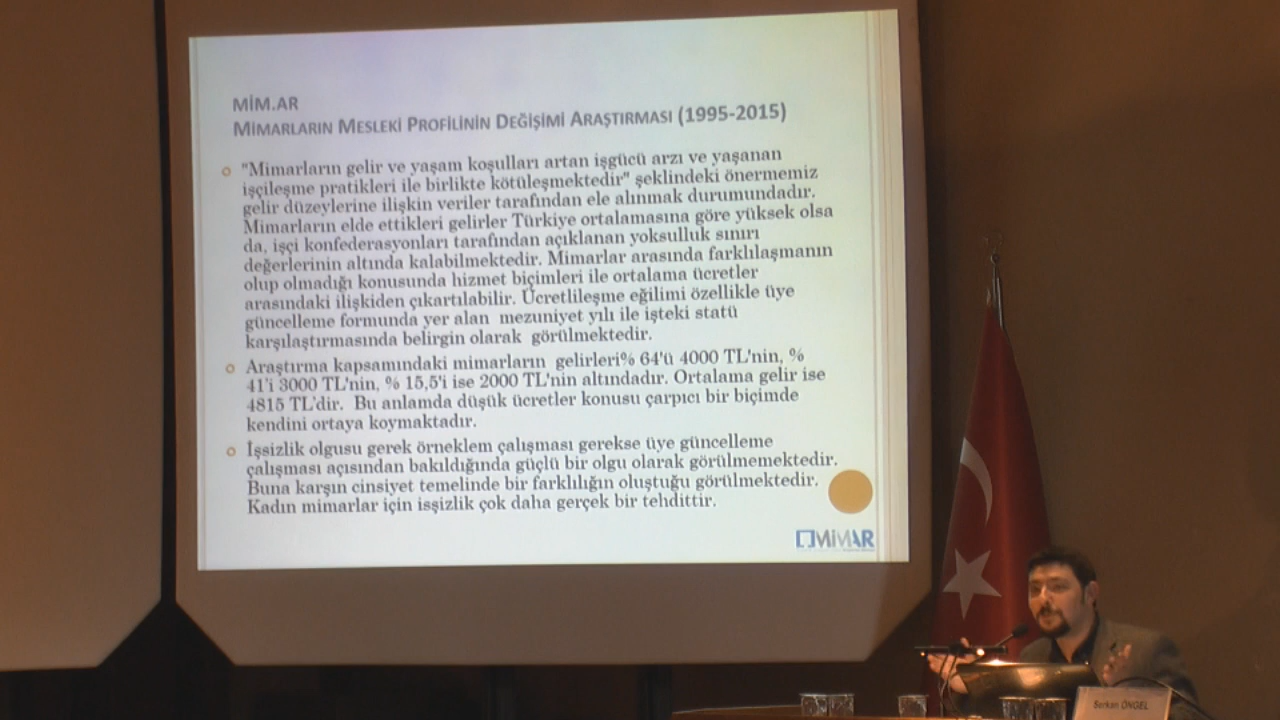 MİM.AR
MİMARLARIN MESLEKİ PROFİLİNİN DEĞİŞİMİ ARAŞTIRMASI (1995-2015)
"Mimarların gelir ve yaşam koşulları artan işgücü arzı ve yaşanan
işçileşme pratikleri ile birlikte kötüleşmektedir" şeklindeki önermemiz
gelir düzeylerine ilişkin veriler tarafından ele alınmak durumundadır.
Mimarların elde ettikleri gelirler Türkiye ortalamasına göre yüksek olsa
da, işçi konfederasyonları tarafından açıklanan yoksulluk sınırı
değerlerinin altında kalabilmektedir. Mimarlar arasında farklılaşmanın
olup olmadığı konusunda hizmet biçimleri ile ortalama ücretler
arasındaki ilişkiden çıkartılabilir. Ücretlileşme eğilimi özellikle üye
güncelleme formunda yer alan mezuniyet yılı ile işteki statü
karşılaştırmasında belirgin olarak görülmektedir.
Araştırma kapsamındaki mimarların gelirleri% 64'ü 4000 TL'nin, %
41'i 3000 TL'nin, % 15,5'i ise 2000 TL'nin altındadır. Ortalama gelir ise
4815 TL'dir. Bu anlamda düşük ücretler konusu çarpıcı bir biçimde
kendini ortaya koymaktadır.
İşsizlik olgusu gerek örneklem çalışması gerekse üye güncelleme
çalışması açısından bakıldığında güçlü bir olgu olarak görülmemektedir.
Buna karşın cinsiyet temelinde bir farklılığın oluştuğu görülmektedir.
Kadın mimarlar için isşizlik çok daha gerçek bir tehdittir.
MİMAR
Serkan ÖNGEL